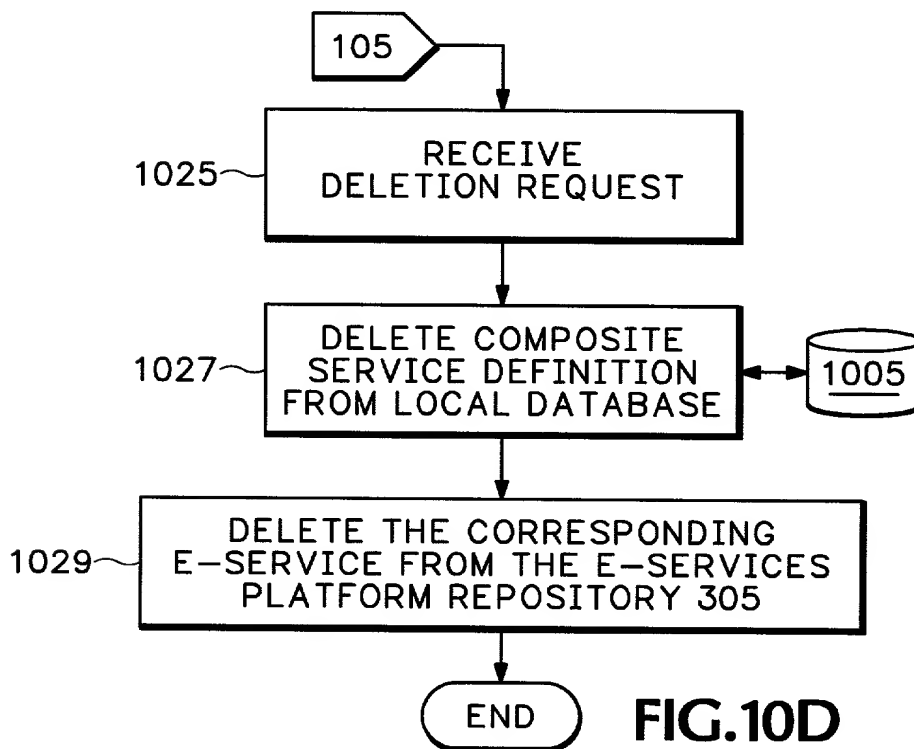 105
1025
RECEIVE
DELETION REQUEST
1027
DELETE COMPOSITE
SERVICE DEFINITION
FROM LOCAL DATABASE
1005
1029
DELETE THE CORRESPONDING
E-SERVICE FROM THE E-SERVICES
PLATFORM REPOSITORY 305
END
FIG.10D